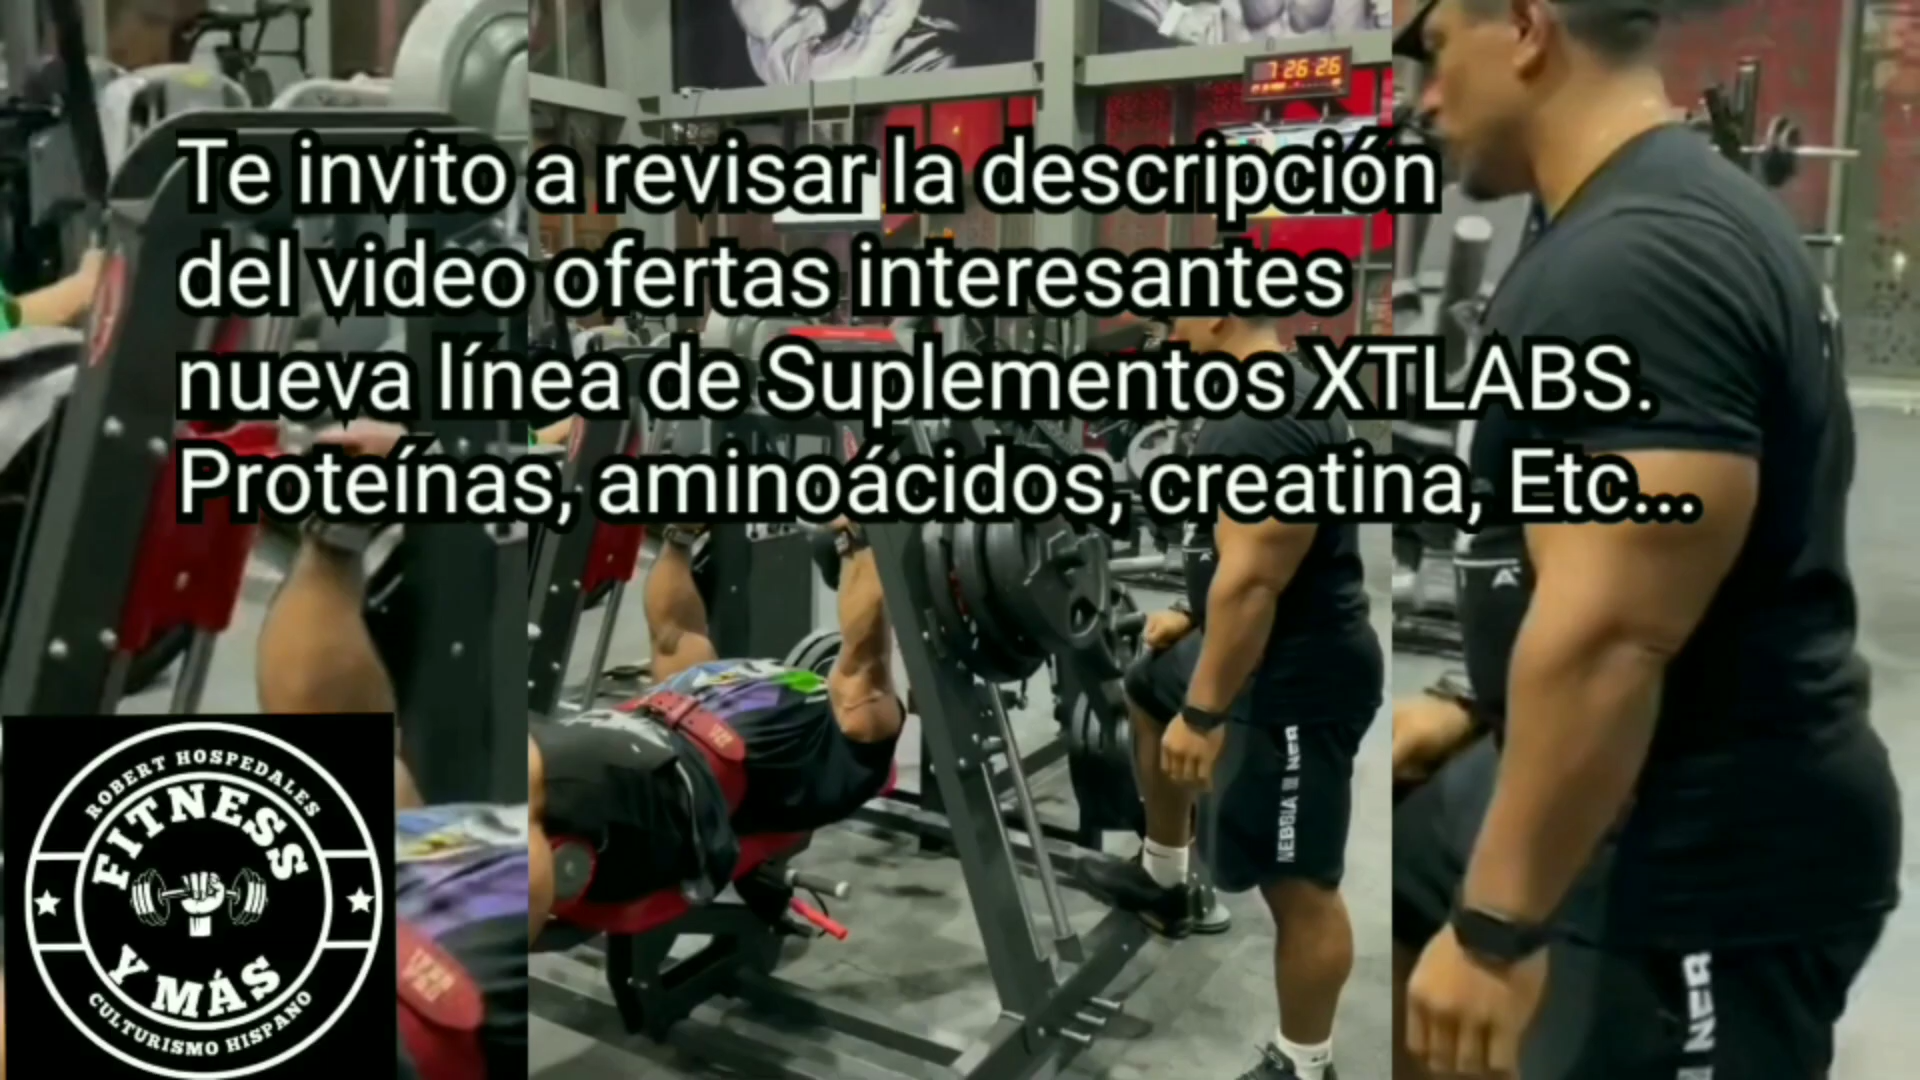 7 26 26
Te invito a revisar la descripción
del video ofertas interesantes
nueva línea de Suplementos XTLABS.
Proteínas, aminoácidos, creatina, Etc...
ROBERT HOSPEDALES
FITNESS
Y MÁS
CULTURISMO HISPANO